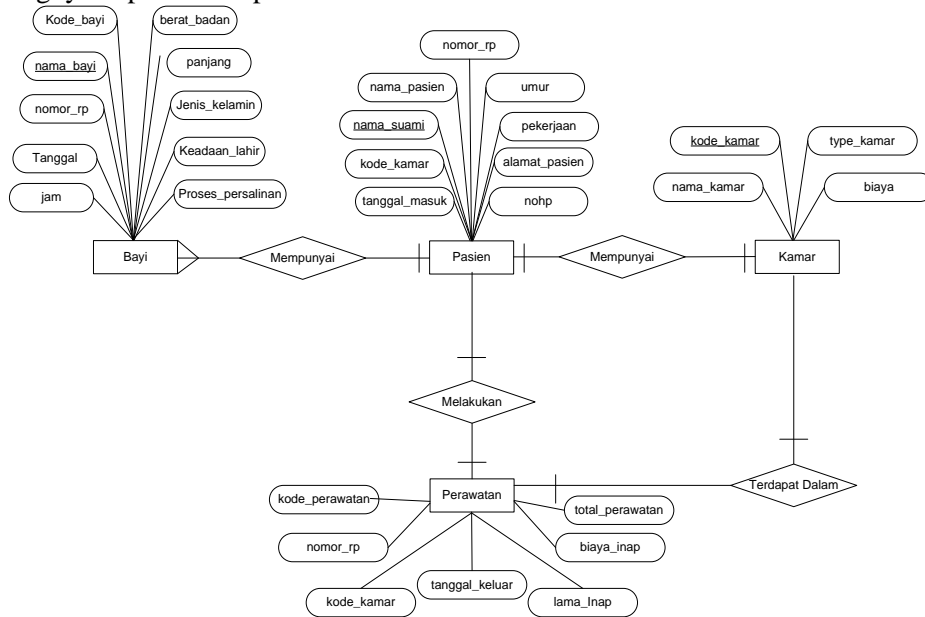 Kode_bayi
berat_badan
nama_bayi
panjang
nomor_rp
Jenis_kelamin
Tanggal
Keadaan_lahir
jam
Proses_persalinan
nomor_rp
nama_pasien
umur
nama_suami
pekerjaan
kode_kamar
alamat_pasien
tanggal_masuk
nohp
kode_kamar
type_kamar
nama_kamar
biaya
Bayi
Mempunyai
Pasien
Mempunyai
Kamar
Melakukan
Perawatan
Terdapat Dalam
kode_perawatan
total_perawatan
nomor_rp
biaya_inap
kode_kamar
tanggal_keluar
lama_Inap